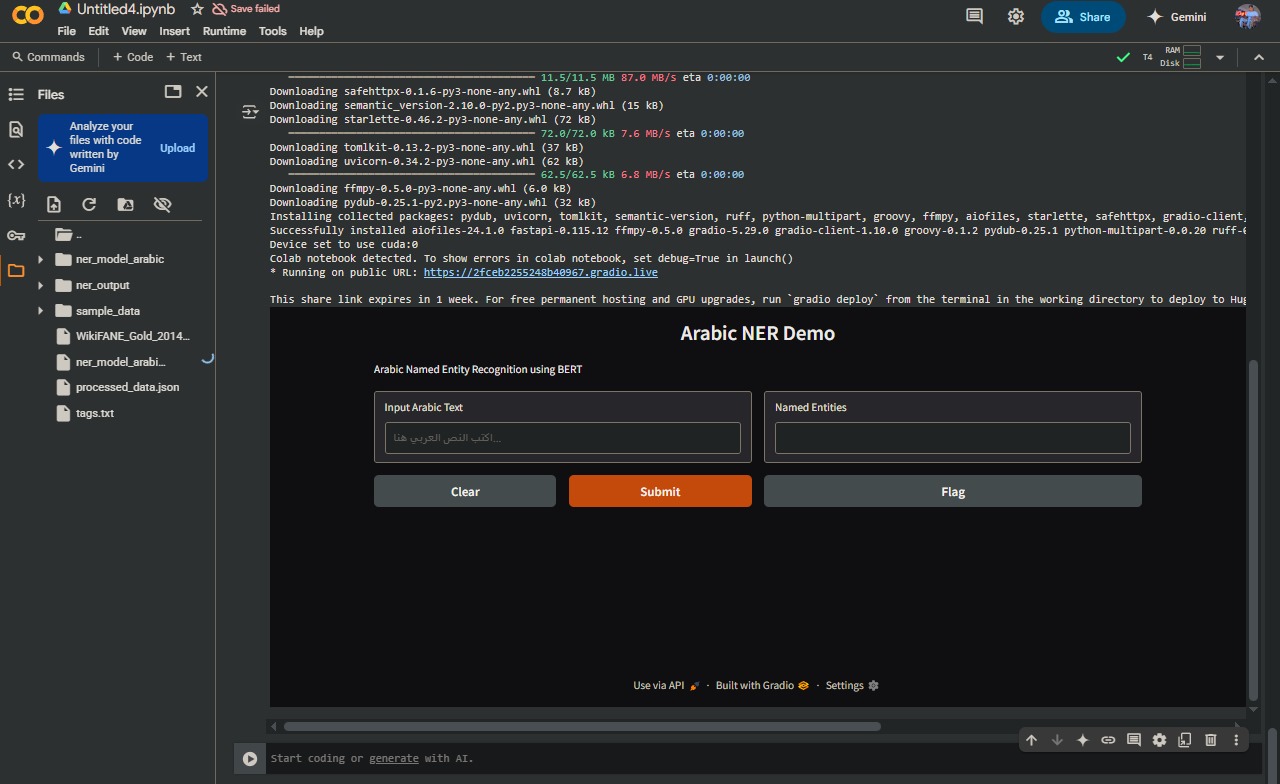 Untitled4.ipynb
Save failed
File Edit View Insert Runtime Tools Help
Share
Gemini
Commands + Code + Text
T4
RAM
Disk
Files
Analyze your
files with code
written by
Gemini
Upload
..
ner_model_arabic
ner_output
sample_data
WikiFANE_Gold_2014...
ner_model_arabi...
processed_data.json
tags.txt
11.5/11.5 MB 87.0 MB/s eta 0:00:00
Downloading safehttpx-0.1.6-py3-none-any.whl (8.7 kB)
Downloading semantic_version-2.10.0-py2.py3-none-any.whl (15 kB)
Downloading starlette-0.46.2-py3-none-any.whl (72 kB)
72.0/72.0 kB 7.6 MB/s eta 0:00:00
Downloading tomlkit-0.13.2-py3-none-any.whl (37 kB)
Downloading uvicorn-0.34.2-py3-none-any.whl (62 kB)
62.5/62.5 kB 6.8 MB/s eta 0:00:00
Downloading ffmpy-0.5.0-py3-none-any.whl (6.0 kB)
Downloading pydub-0.25.1-py2.py3-none-any.whl (32 kB)
Installing collected packages: pydub, uvicorn, tomlkit, semantic-version, ruff, python-multipart, groovy, ffmpy, aiofiles, starlette, safehttpx, gradio-client,
Successfully installed aiofiles-24.1.0 fastapi-0.115.12 ffmpy-0.5.0 gradio-5.29.0 gradio-client-1.10.0 groovy-0.1.2 pydub-0.25.1 python-multipart-0.0.20 ruff-
Device set to use cuda:0
Colab notebook detected. To show errors in colab notebook, set debug=True in launch()
* Running on public URL: https://2fceb2255248b40967.gradio.live
This share link expires in 1 week. For free permanent hosting and GPU upgrades, run `gradio deploy` from the terminal in the working directory to deploy to Hug
Arabic NER Demo
Arabic Named Entity Recognition using BERT
Input Arabic Text
اكتب النص العربي هنا...
Named Entities
Clear
Submit
Flag
Use via API · Built with Gradio · Settings
Start coding or generate with AI.